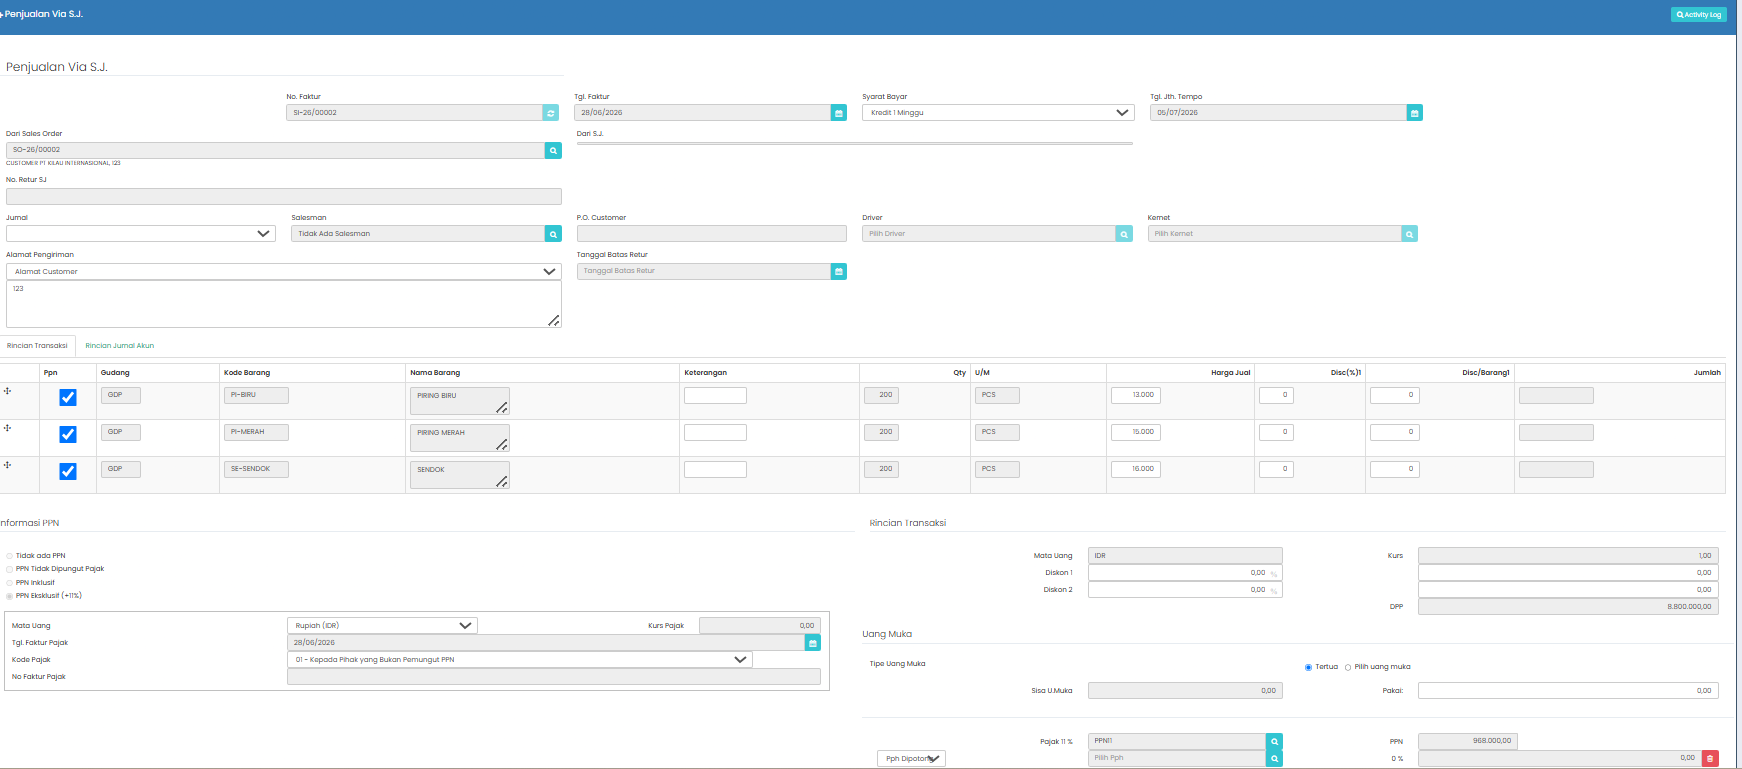 Penjualan Via S.J.
Activity Log
Penjualan Via S.J.
No. Faktur
Tgl. Faktur
Syarat Bayar
Tgl. Jth. Tempo
SI-26/00002
28/06/2026
Kredit 1 Minggu
05/07/2026
Dari Sales Order
Dari S.J.
SO-26/00002
CUSTOMER PT KILAU INTERNASIONAL, 123
No. Retur SJ
Jurnal
Salesman
P.O. Customer
Driver
Kernet
Tidak Ada Salesman
Pilih Driver
Pilih Kernet
Alamat Pengiriman
Tanggal Batas Retur
Alamat Customer
Tanggal Batas Retur
123
Rincian Transaksi
Rincian Jurnal Akun
Ppn Gudang Kode Barang Nama Barang Keterangan Qty U/M Harga Jual Disc(%)1 Disc/Barang1 Jumlah
GDP PI-BIRU PIRING BIRU 200 PCS 13.000 0 0
GDP PI-MERAH PIRING MERAH 200 PCS 15.000 0 0
GDP SE-SENDOK SENDOK 200 PCS 16.000 0 0
nformasi PPN
Rincian Transaksi
Tidak ada PPN
PPN Tidak Dipungut Pajak
PPN Inklusif
PPN Eksklusif (+11%)
Mata Uang IDR Kurs 1,00
Diskon 1 0,00 % 0,00
Diskon 2 0,00 % 0,00
DPP 8.800.000,00
Mata Uang Rupiah (IDR) Kurs Pajak 0,00
Tgl. Faktur Pajak 28/06/2026
Kode Pajak 01 - Kepada Pihak yang Bukan Pemungut PPN
No Faktur Pajak
Uang Muka
Tipe Uang Muka
Tertua Pilih uang muka
Sisa U.Muka 0,00 Pakai: 0,00
Pajak 11 % PPN11 PPN 968.000,00
Pph Dipotong Pilih Pph 0 % 0,00